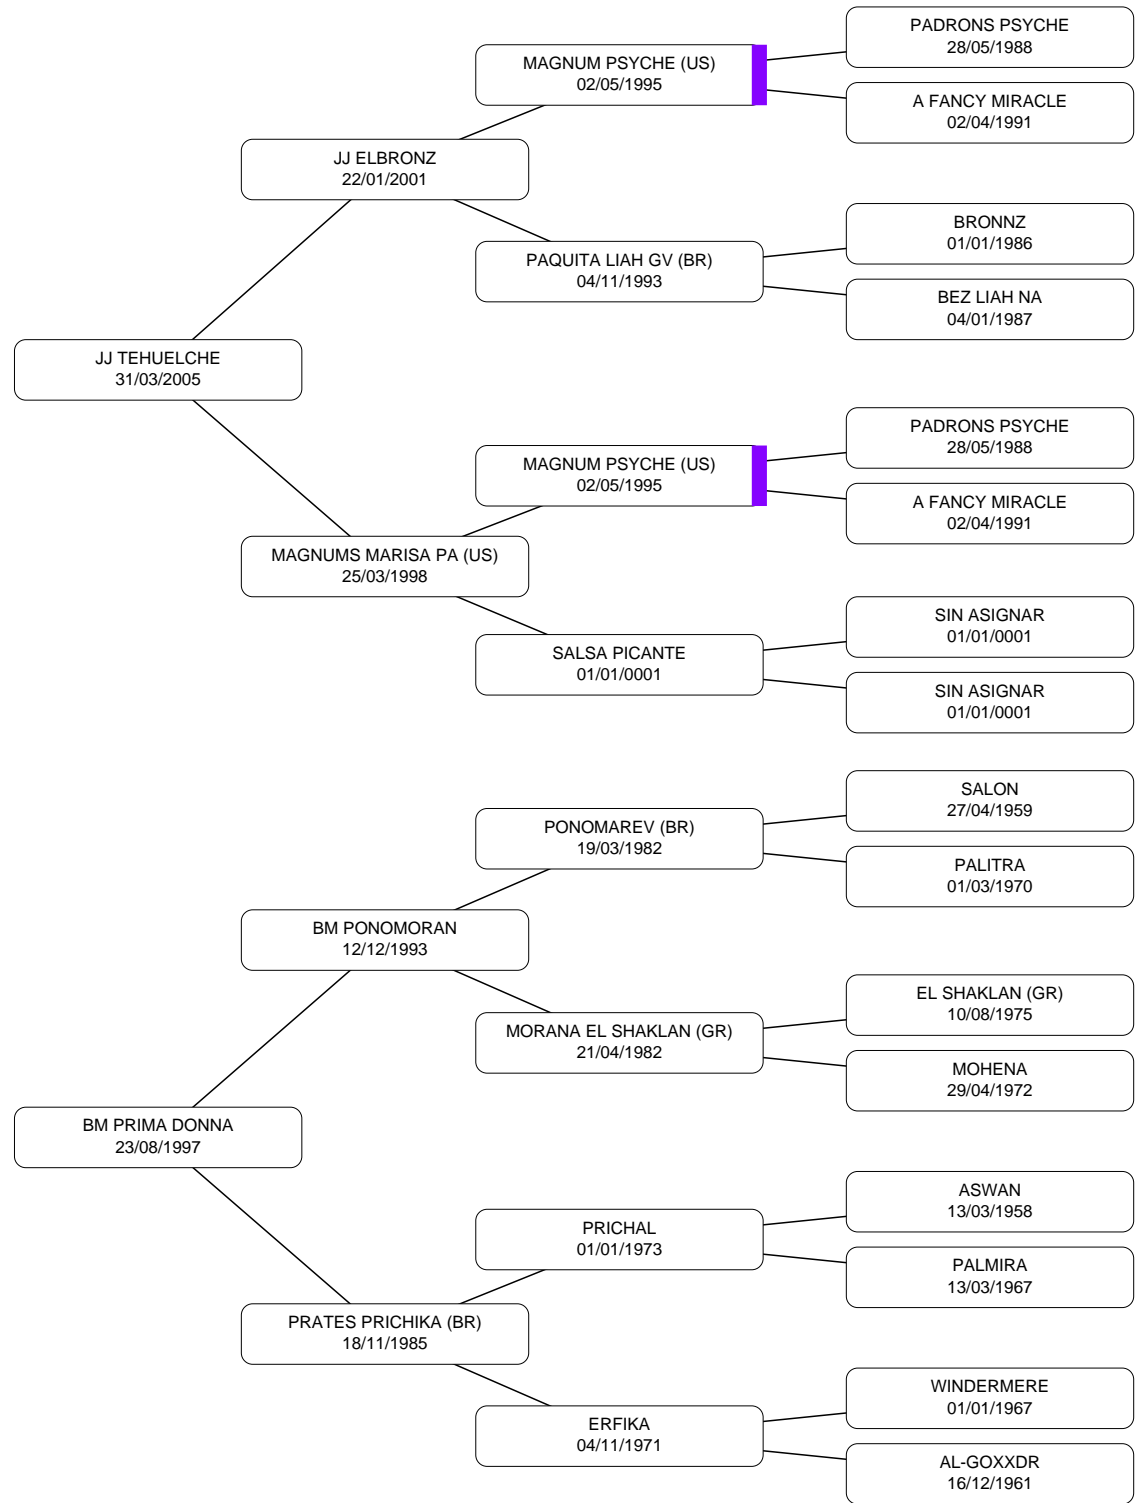 PADRONS PSYCHE
28/05/1988
MAGNUM PSYCHE (US)
02/05/1995
A FANCY MIRACLE
02/04/1991
JJ ELBRONZ
22/01/2001
BRONNZ
01/01/1986
PAQUITA LIAH GV (BR)
04/11/1993
BEZ LIAH NA
04/01/1987
JJ TEHUELCHE
31/03/2005
PADRONS PSYCHE
28/05/1988
MAGNUM PSYCHE (US)
02/05/1995
A FANCY MIRACLE
02/04/1991
MAGNUMS MARISA PA (US)
25/03/1998
SIN ASIGNAR
01/01/0001
SALSA PICANTE
01/01/0001
SIN ASIGNAR
01/01/0001
SALON
27/04/1959
PONOMAREV (BR)
19/03/1982
PALITRA
01/03/1970
BM PONOMORAN
12/12/1993
EL SHAKLAN (GR)
10/08/1975
MORANA EL SHAKLAN (GR)
21/04/1982
MOHENA
29/04/1972
BM PRIMA DONNA
23/08/1997
ASWAN
13/03/1958
PRICHAL
01/01/1973
PALMIRA
13/03/1967
PRATES PRICHIKA (BR)
18/11/1985
WINDERMERE
01/01/1967
ERFIKA
04/11/1971
AL-GOXXDR
16/12/1961